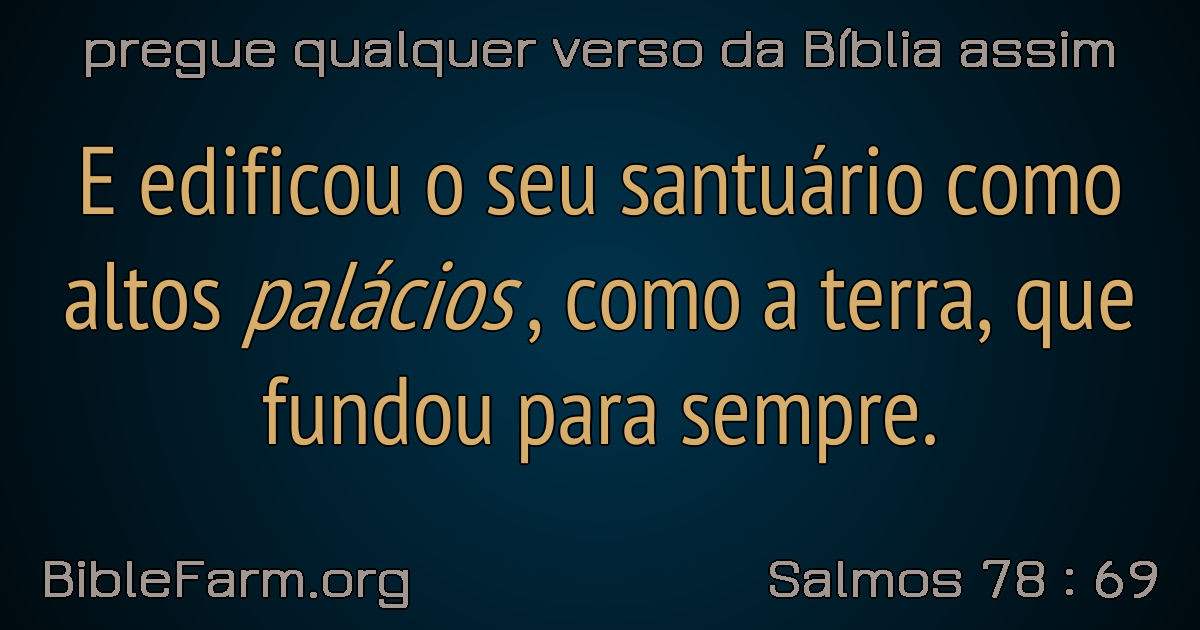 pregue qualquer verso da Bíblia assim
E edificou o seu santuário como
altos palácios, como a terra, que
fundou para sempre.
BibleFarm.org
Salmos 78 : 69